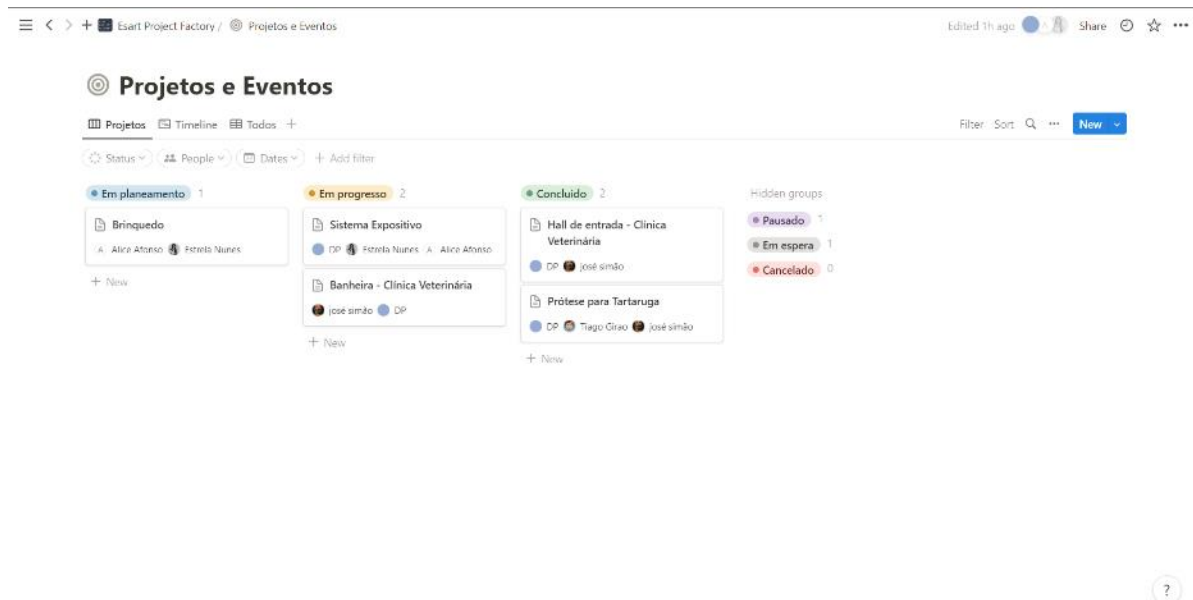 Esart Project Factory / Projetos e Eventos
Edited 1h ago
A
Share
Projetos e Eventos
Projetos Timeline Todos
Filter Sort
New
Status People Dates + Add filter
Em planeamento 1
Brinquedo
A Alice Afonso Estrela Nunes
+ New
Em progresso 2
Sistema Expositivo
DP Estrela Nunes A Alice Afonso
Banheira - Clínica Veterinária
josé simão DP
+ New
Concluído 2
Hall de entrada - Clínica
Veterinária
DP josé simão
Prótese para Tartaruga
DP Tiago Girao josé simão
+ New
Hidden groups
Pausado 1
Em espera 1
Cancelado 0
?